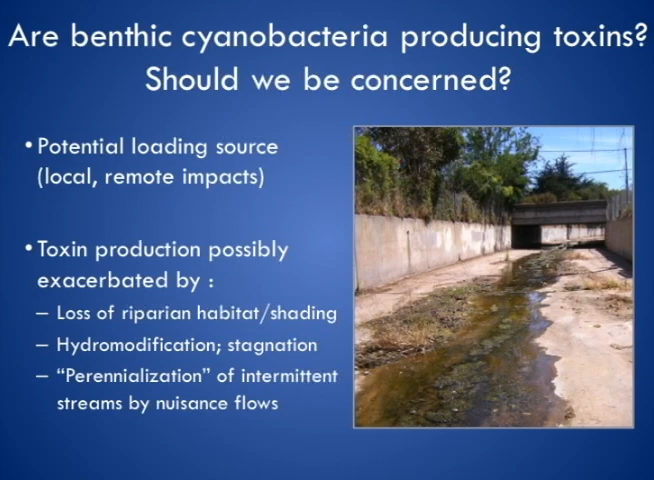 Are benthic cyanobacteria producing toxins?
Should we be concerned?
• Potential loading source
(local, remote impacts)
• Toxin production possibly
exacerbated by :
– Loss of riparian habitat/shading
– Hydromodification; stagnation
– “Perennialization” of intermittent
streams by nuisance flows